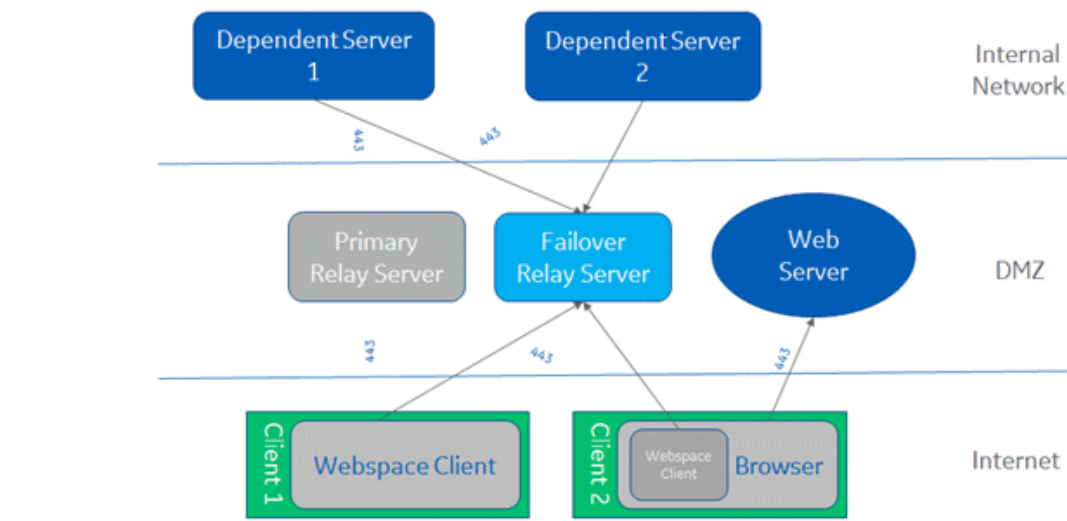 Dependent Server
1
Dependent Server
2
Internal
Network
443
443
Primary
Relay Server
Failover
Relay Server
Web
Server
DMZ
443
443
443
Client 1
Webspace Client
Client 2
Webspace
Client
Browser
Internet